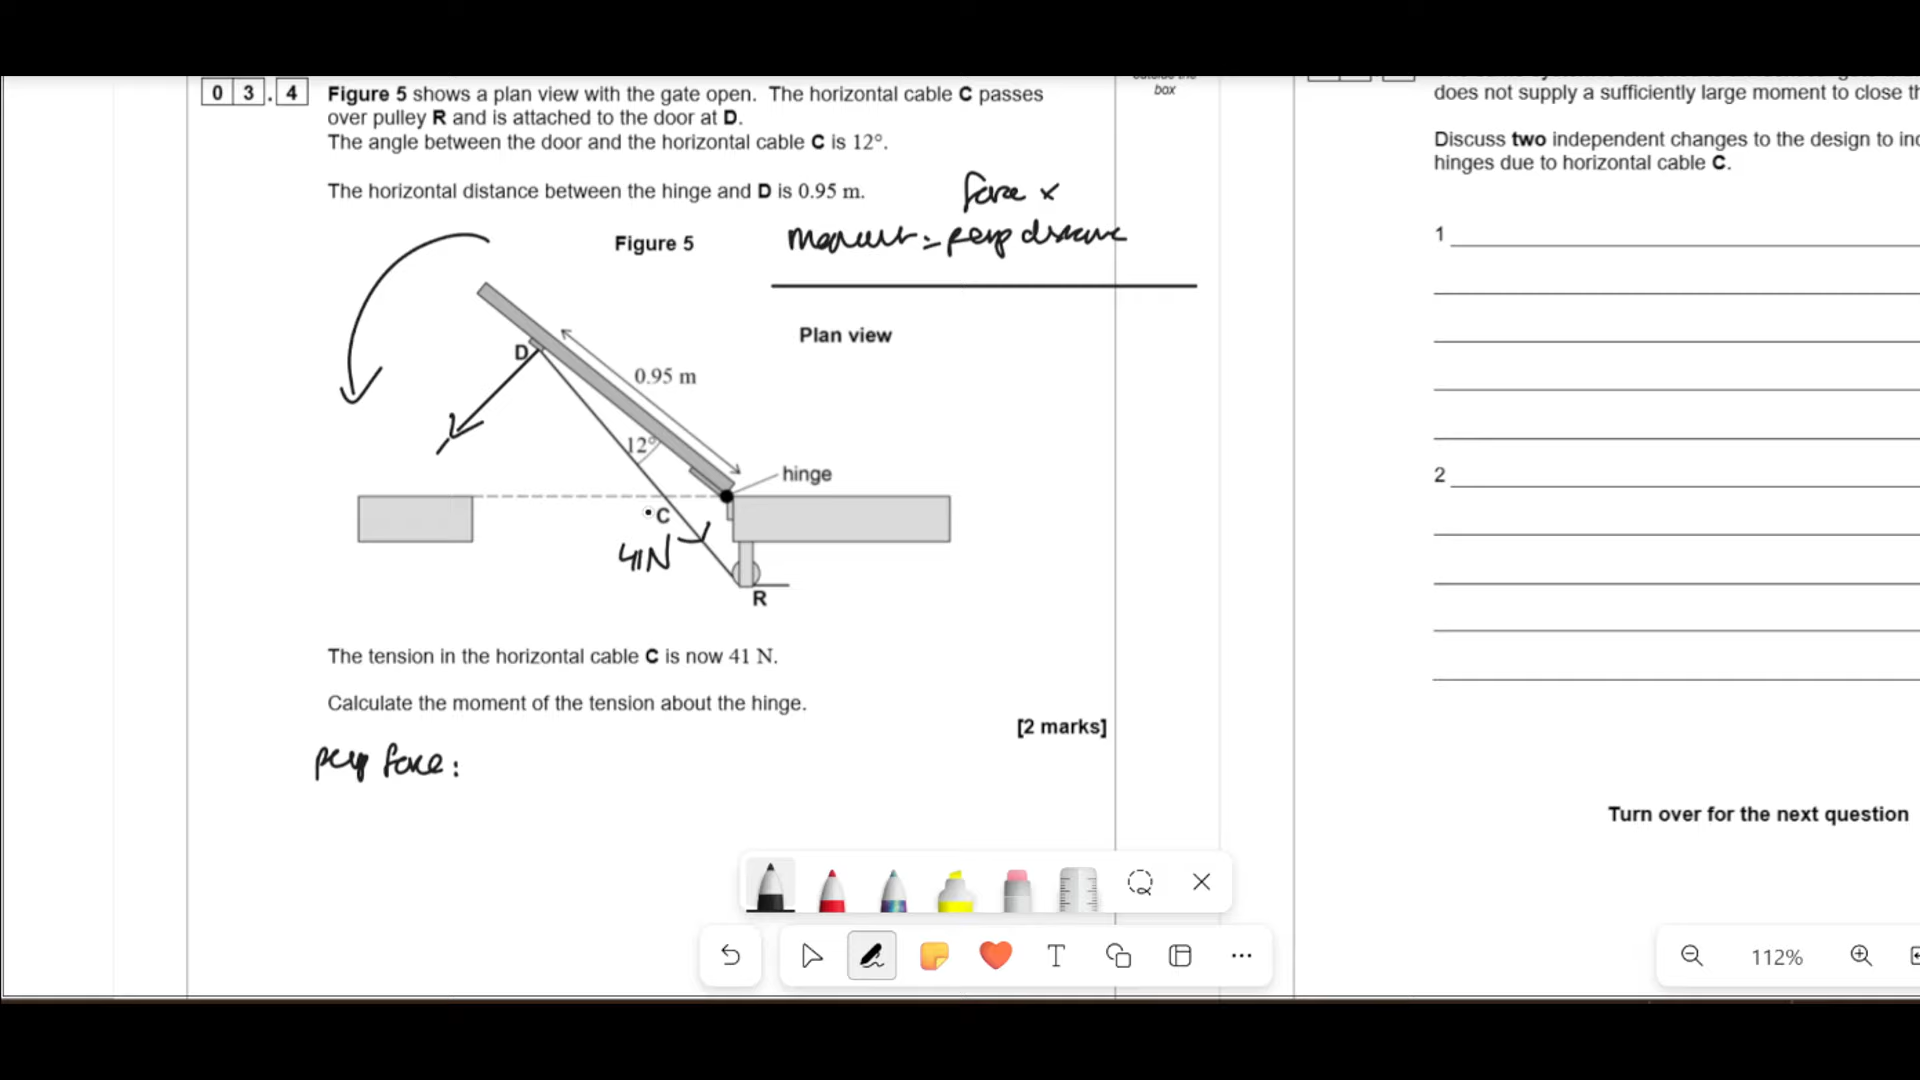 outside the
box
0 3 . 4
Figure 5 shows a plan view with the gate open. The horizontal cable C passes
over pulley R and is attached to the door at D.
The angle between the door and the horizontal cable C is 12°.
The horizontal distance between the hinge and D is 0.95 m.
force ×
moment = perp distance
Figure 5
Plan view
D
0.95 m
12°
hinge
C
41N
R
The tension in the horizontal cable C is now 41 N.
Calculate the moment of the tension about the hinge.
[2 marks]
perp force:
does not supply a sufficiently large moment to close th
Discuss two independent changes to the design to inc
hinges due to horizontal cable C.
1
2
Turn over for the next question
T
112%